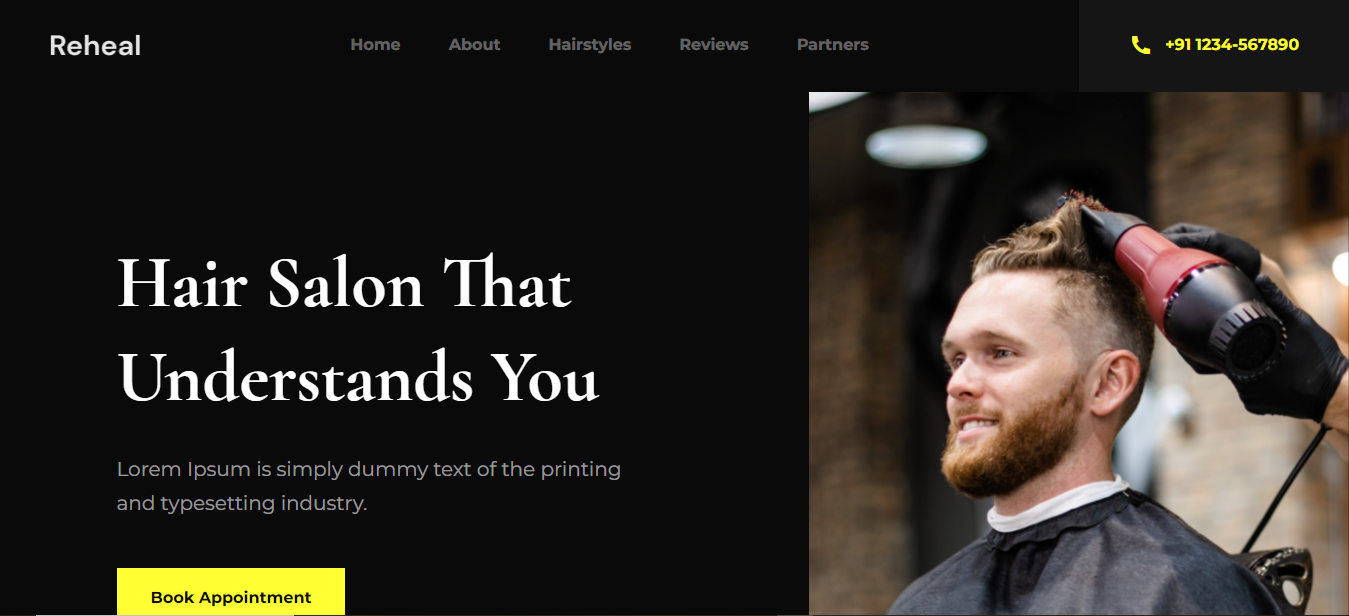 Reheal
Home About Hairstyles Reviews Partners
+91 1234-567890
Hair Salon That
Understands You
Lorem Ipsum is simply dummy text of the printing
and typesetting industry.
Book Appointment